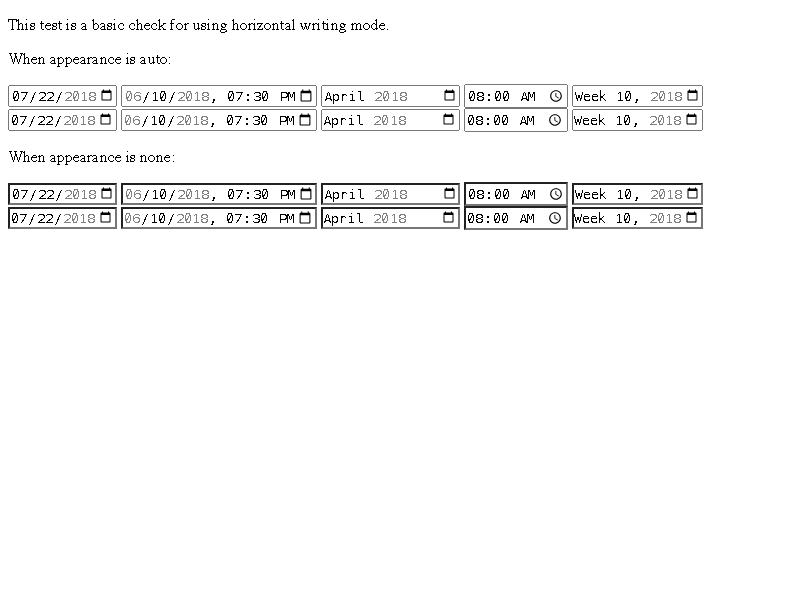 This test is a basic check for using horizontal writing mode.
When appearance is auto:
07/22/2018 06/10/2018, 07:30 PM April 2018 08:00 AM Week 10, 2018
07/22/2018 06/10/2018, 07:30 PM April 2018 08:00 AM Week 10, 2018
When appearance is none:
07/22/2018 06/10/2018, 07:30 PM April 2018 08:00 AM Week 10, 2018
07/22/2018 06/10/2018, 07:30 PM April 2018 08:00 AM Week 10, 2018